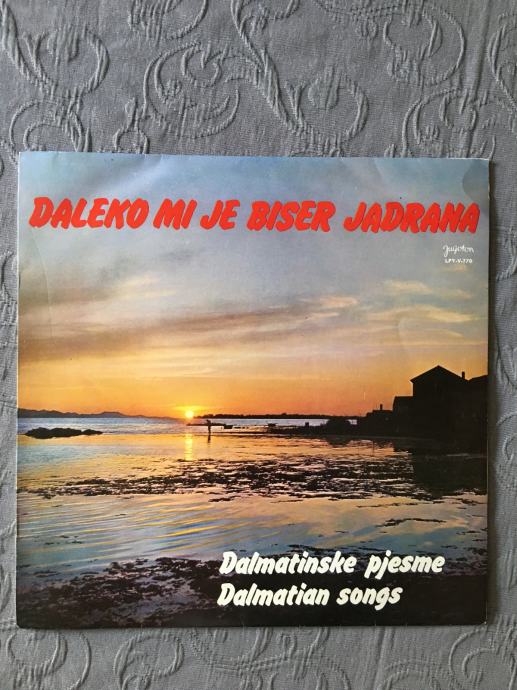 DALEKO MI JE BISER JADRANA
Jugoton
LPY-V-770
Dalmatinske pjesme
Dalmatian songs